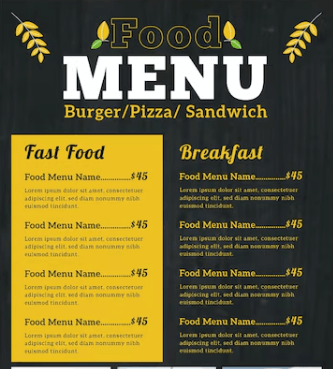 Food
MENU
Burger/Pizza/ Sandwich
Fast Food
Food Menu Name..............$45
Lorem ipsum dolor sit amet, consectetuer
adipiscing elit, sed diam nonummy nibh
euismod tincidunt.
Food Menu Name..............$45
Lorem ipsum dolor sit amet, consectetuer
adipiscing elit, sed diam nonummy nibh
euismod tincidunt.
Food Menu Name..............$45
Lorem ipsum dolor sit amet, consectetuer
adipiscing elit, sed diam nonummy nibh
euismod tincidunt.
Food Menu Name..............$45
Lorem ipsum dolor sit amet, consectetuer
adipiscing elit, sed diam nonummy nibh
euismod tincidunt.
Breakfast
Food Menu Name..............$45
Lorem ipsum dolor sit amet, consectetuer
adipiscing elit, sed diam nonummy nibh
euismod tincidunt.
Food Menu Name..............$45
Lorem ipsum dolor sit amet, consectetuer
adipiscing elit, sed diam nonummy nibh
euismod tincidunt.
Food Menu Name..............$45
Lorem ipsum dolor sit amet, consectetuer
adipiscing elit, sed diam nonummy nibh
euismod tincidunt.
Food Menu Name..............$45
Lorem ipsum dolor sit amet, consectetuer
adipiscing elit, sed diam nonummy nibh
euismod tincidunt.